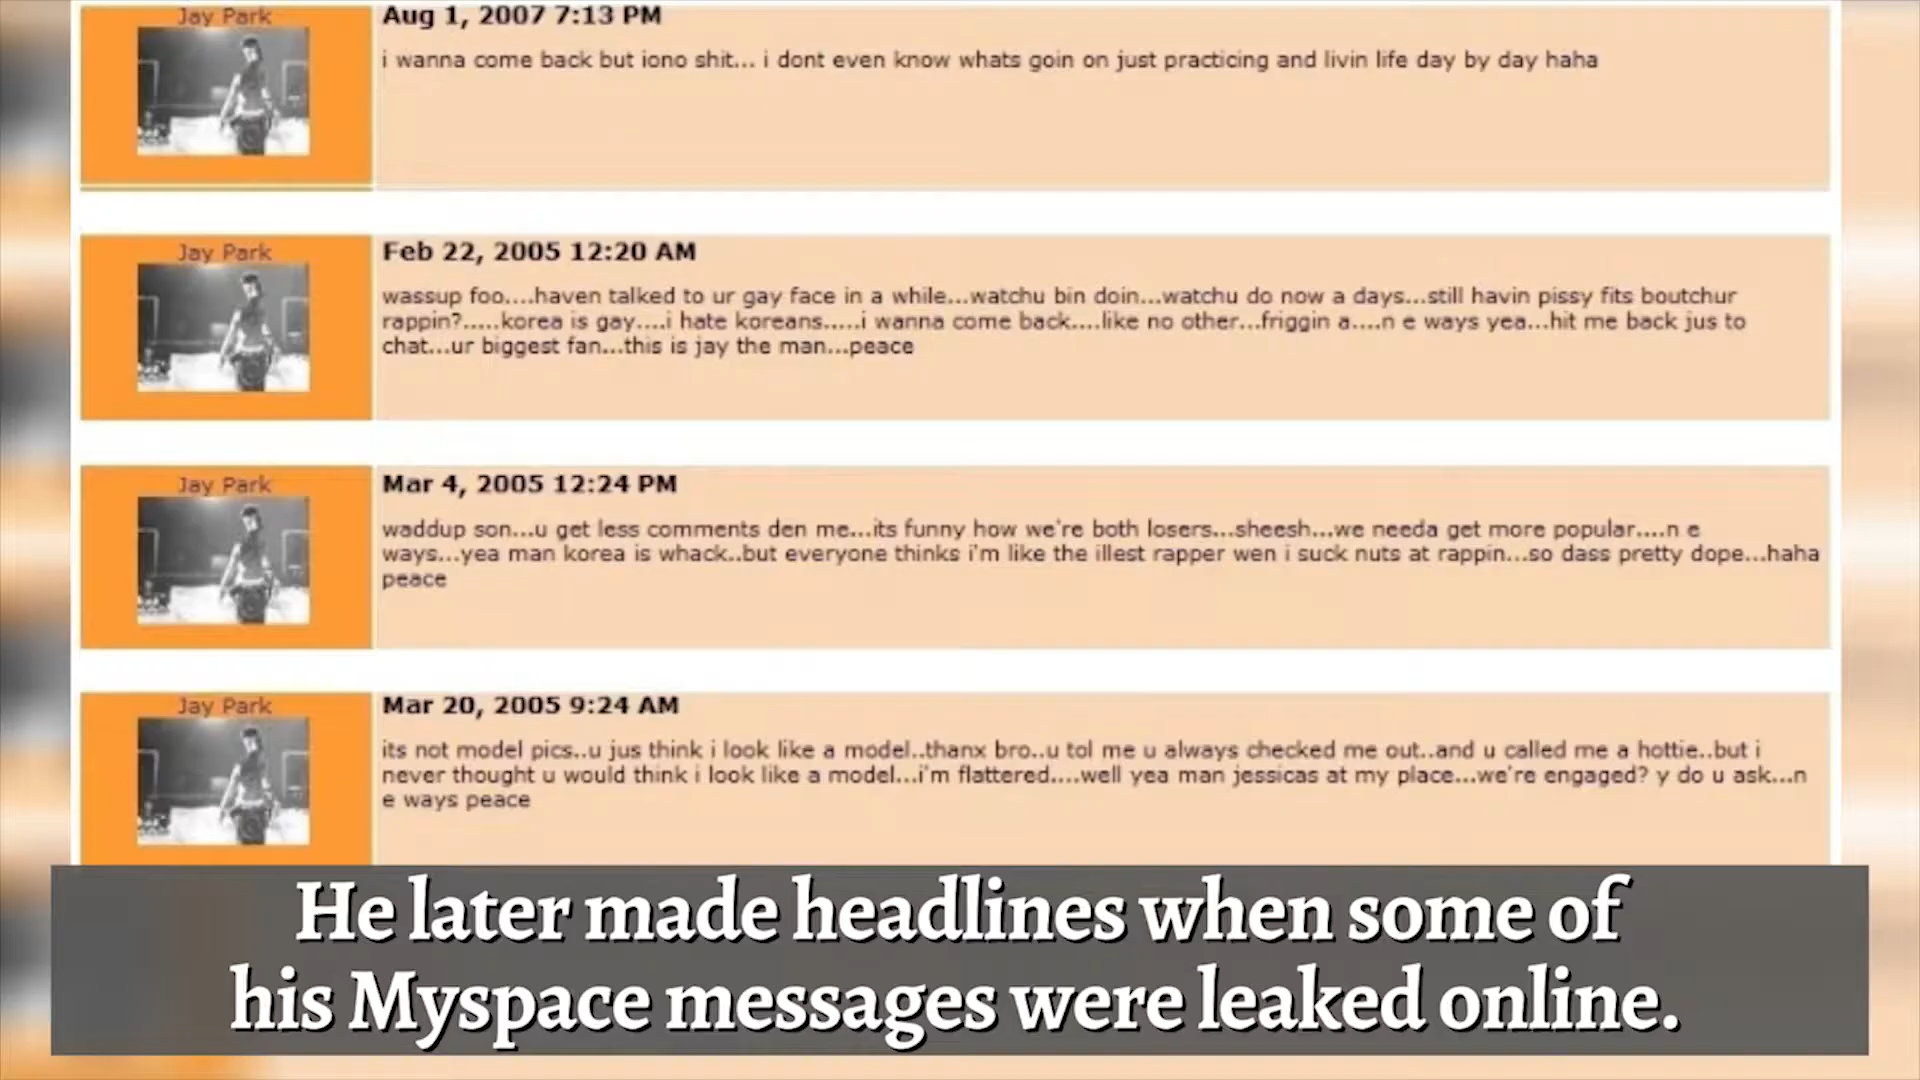 Jay Park
Aug 1, 2007 7:13 PM
i wanna come back but iono shit... i dont even know whats goin on just practicing and livin life day by day haha
Jay Park
Feb 22, 2005 12:20 AM
wassup foo....haven talked to ur gay face in a while...watchu bin doin...watchu do now a days...still havin pissy fits boutchur
rappin?.....korea is gay....i hate koreans.....i wanna come back....like no other...friggin a....n e ways yea...hit me back jus to
chat...ur biggest fan...this is jay the man...peace
Jay Park
Mar 4, 2005 12:24 PM
waddup son...u get less comments den me...its funny how we're both losers...sheesh...we needa get more popular....n e
ways...yea man korea is whack..but everyone thinks i'm like the illest rapper wen i suck nuts at rappin...so dass pretty dope...haha
peace
Jay Park
Mar 20, 2005 9:24 AM
its not model pics..u jus think i look like a model..thanx bro..u tol me u always checked me out..and u called me a hottie..but i
never thought u would think i look like a model...i'm flattered....well yea man jessicas at my place...we're engaged? y do u ask...n
e ways peace
He later made headlines when some of
his Myspace messages were leaked online.